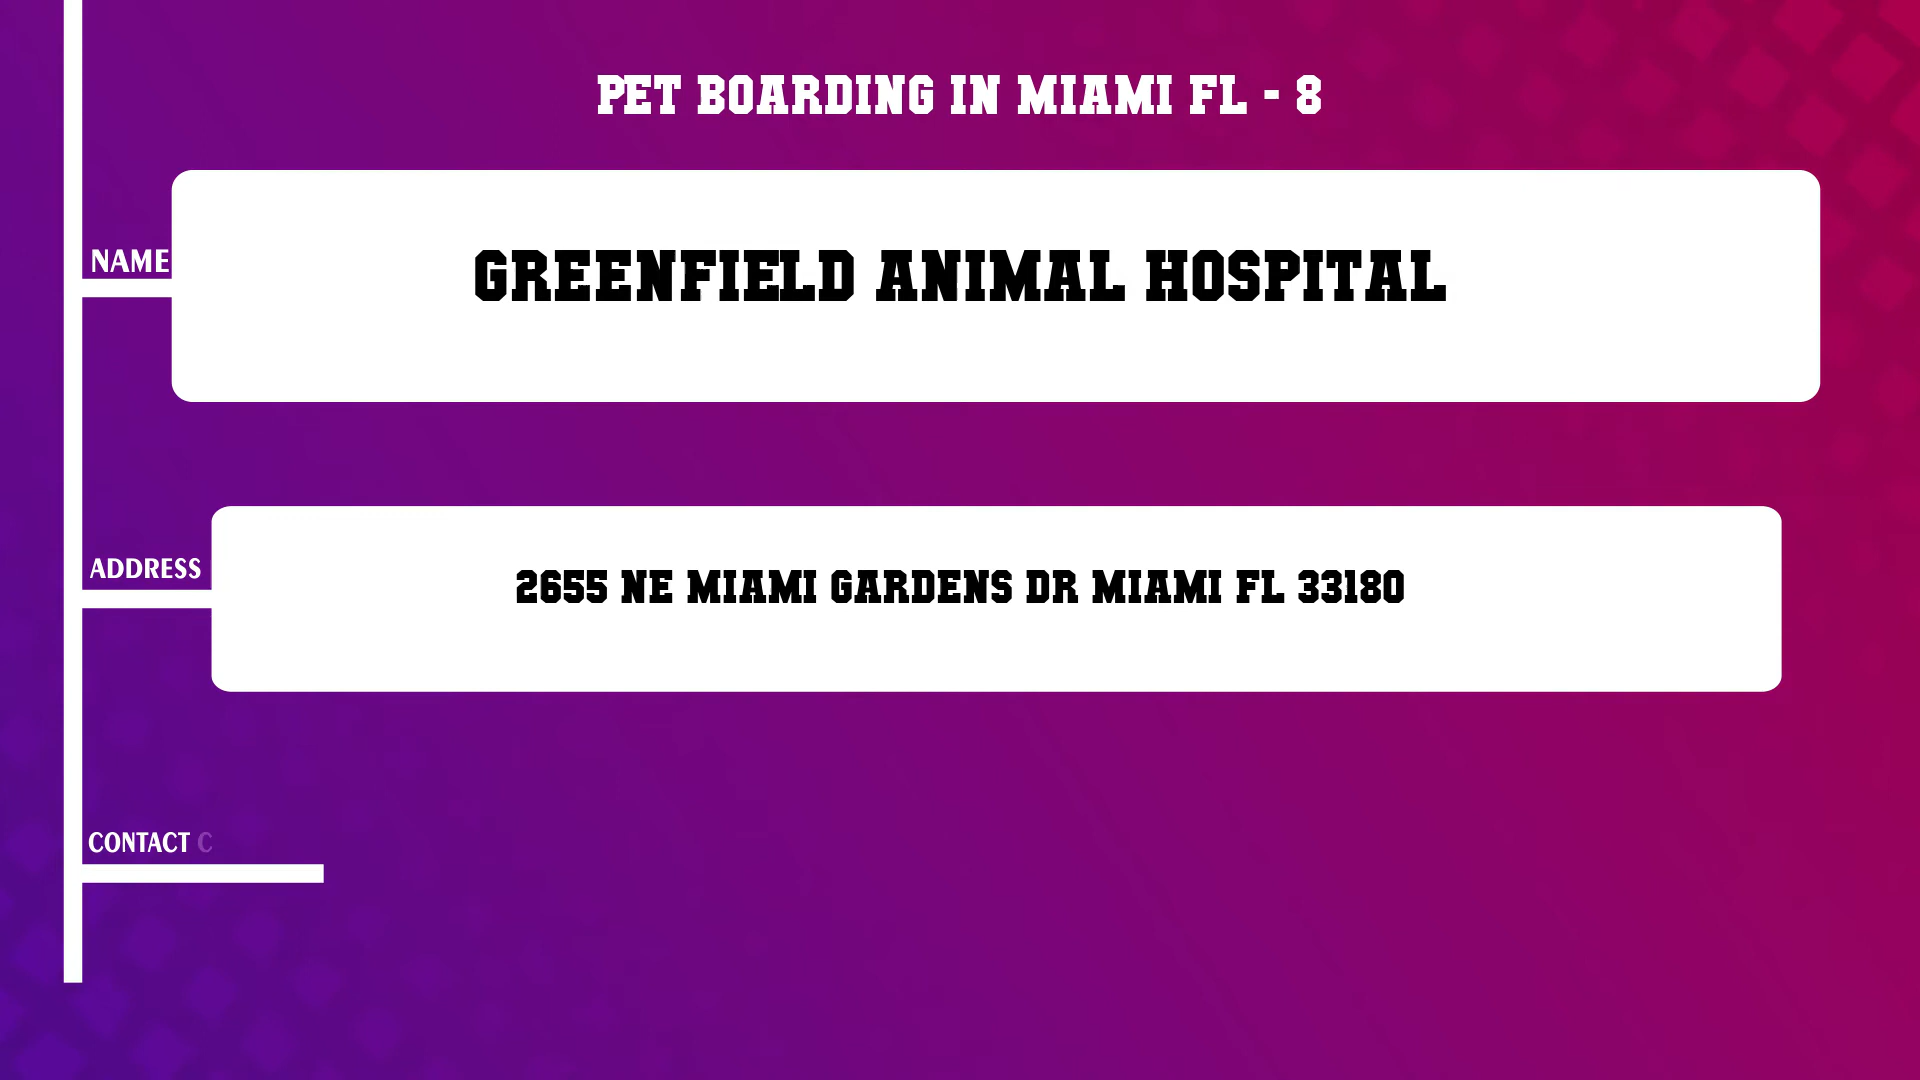 PET BOARDING IN MIAMI FL - 8
NAME
GREENFIELD ANIMAL HOSPITAL
ADDRESS
2655 NE MIAMI GARDENS DR MIAMI FL 33180
CONTACT C